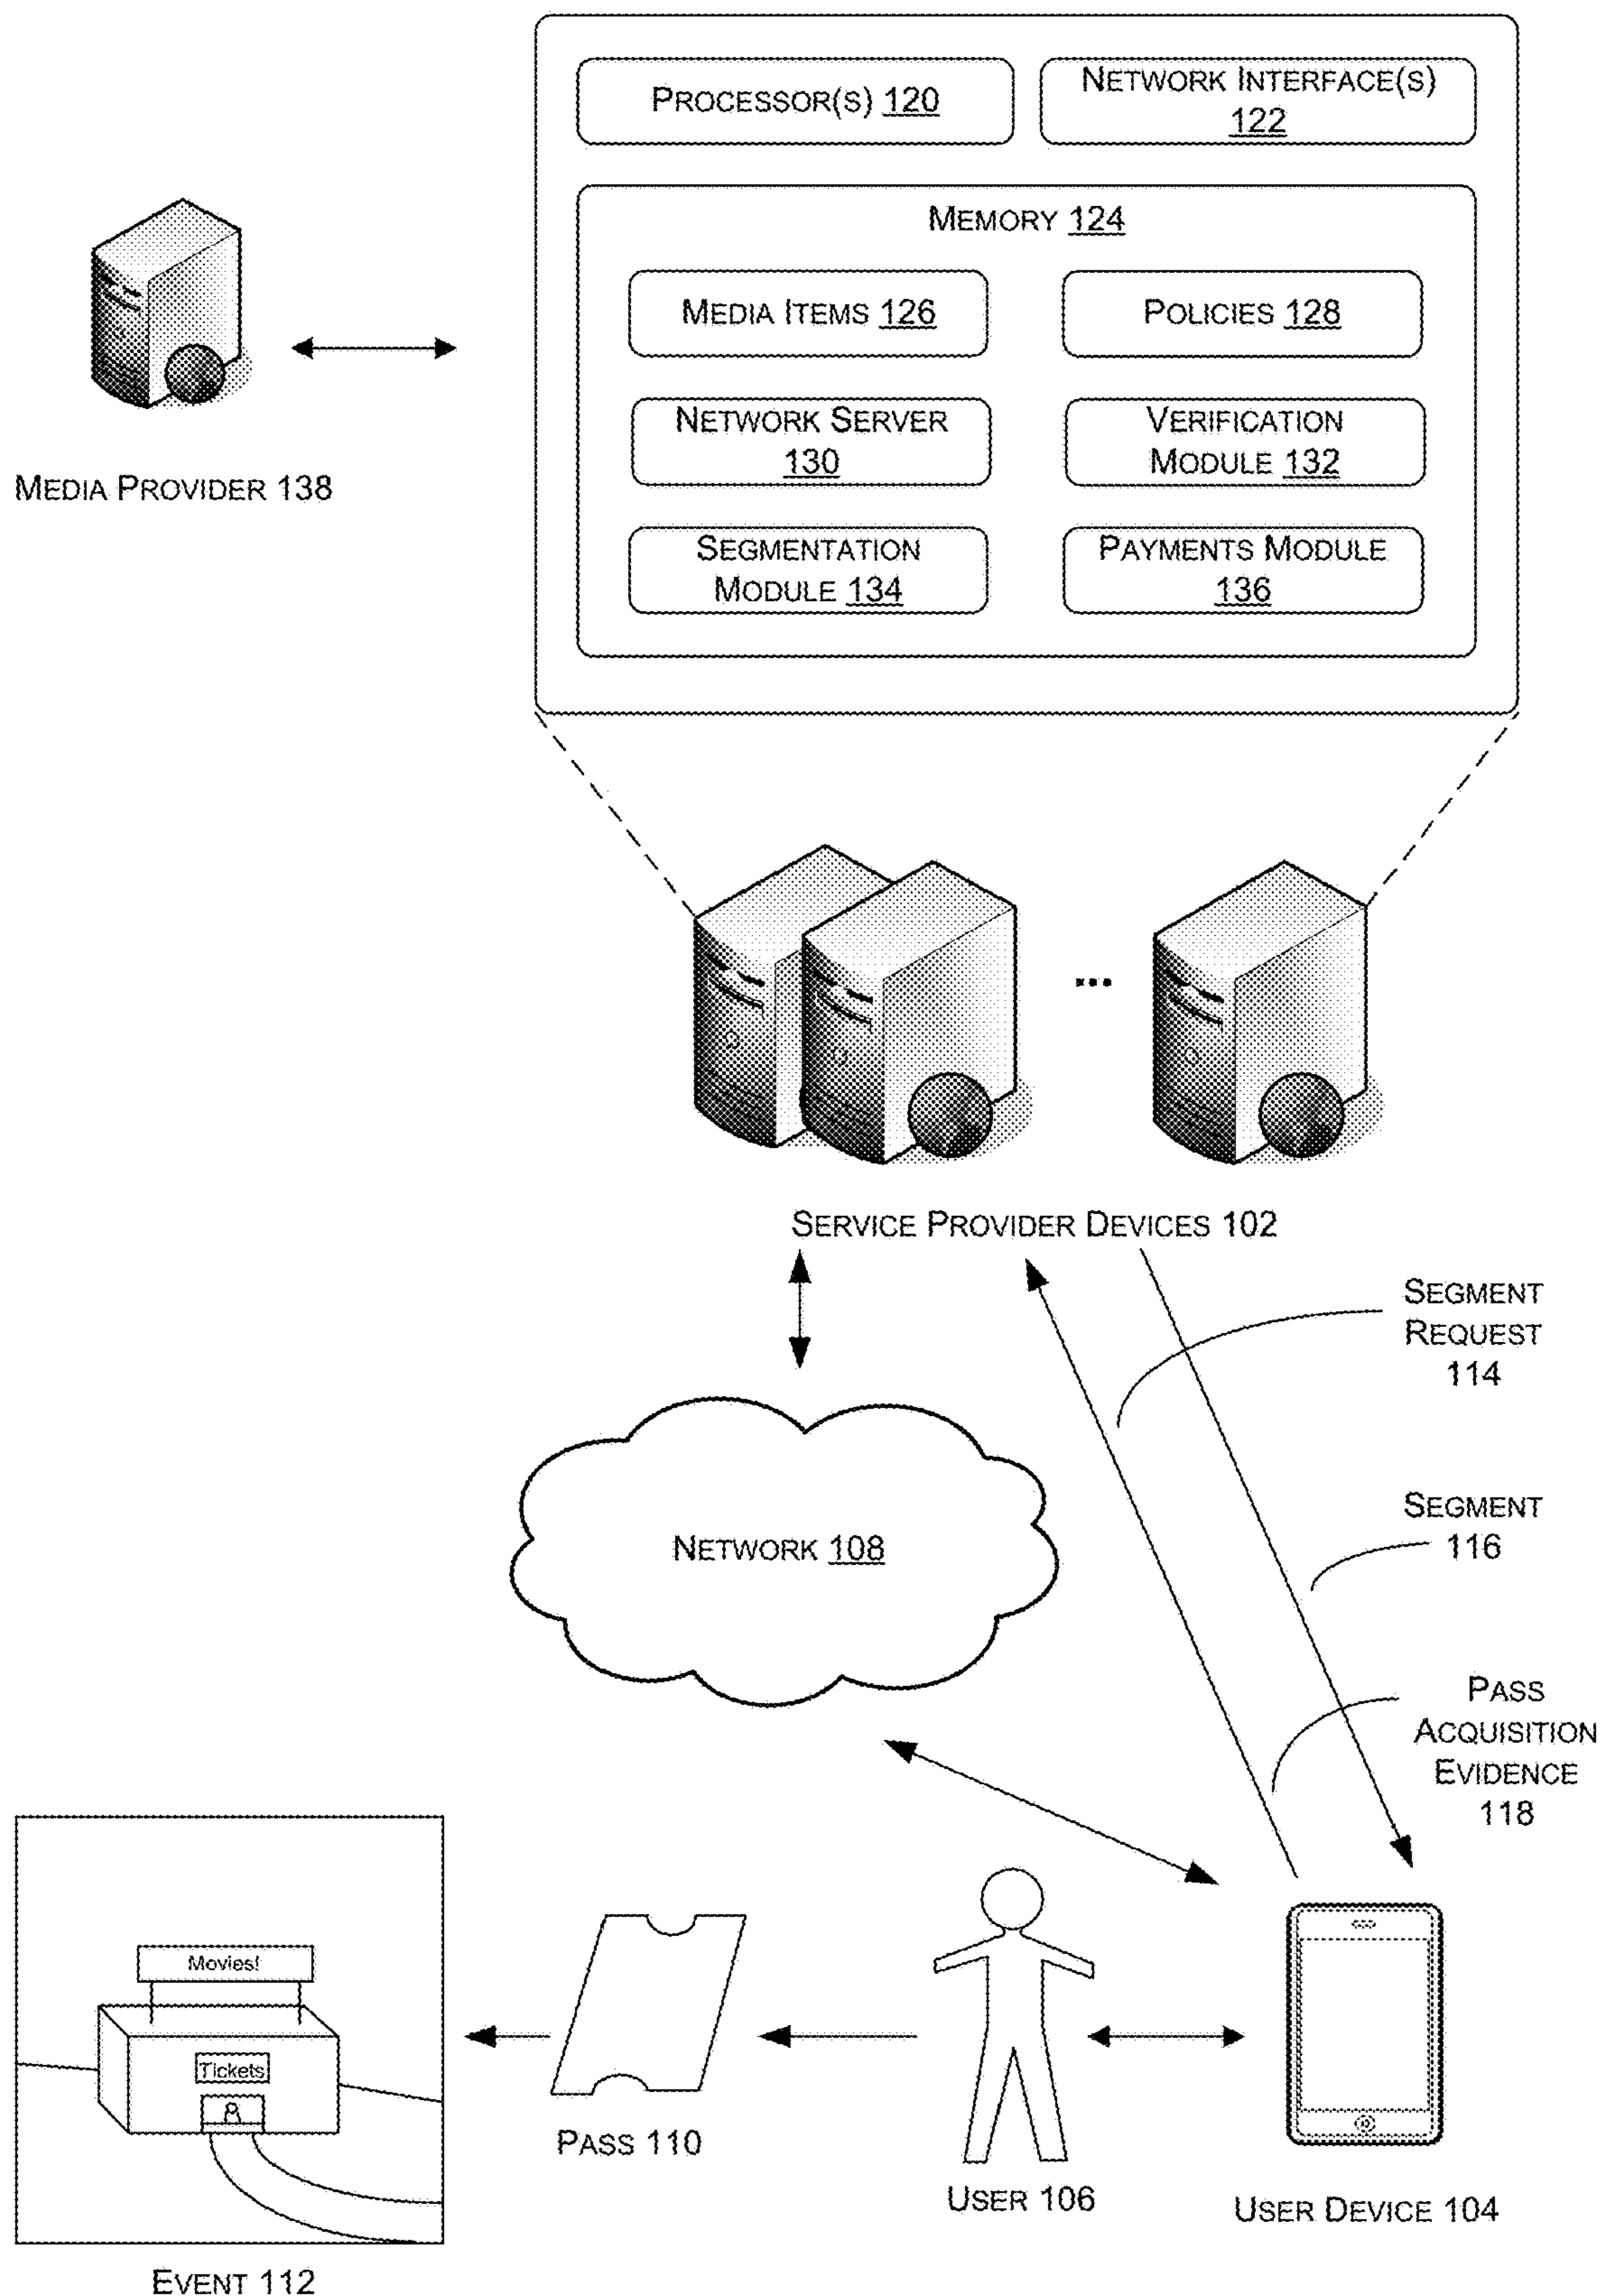 PROCESSOR(S) 120
NETWORK INTERFACE(S)
122
MEMORY 124
MEDIA ITEMS 126
POLICIES 128
NETWORK SERVER
130
VERIFICATION
MODULE 132
SEGMENTATION
MODULE 134
PAYMENTS MODULE
136
MEDIA PROVIDER 138
...
SERVICE PROVIDER DEVICES 102
SEGMENT
REQUEST
114
SEGMENT
116
NETWORK 108
PASS
ACQUISITION
EVIDENCE
118
Movies!
Tickets
PASS 110
USER 106
USER DEVICE 104
EVENT 112